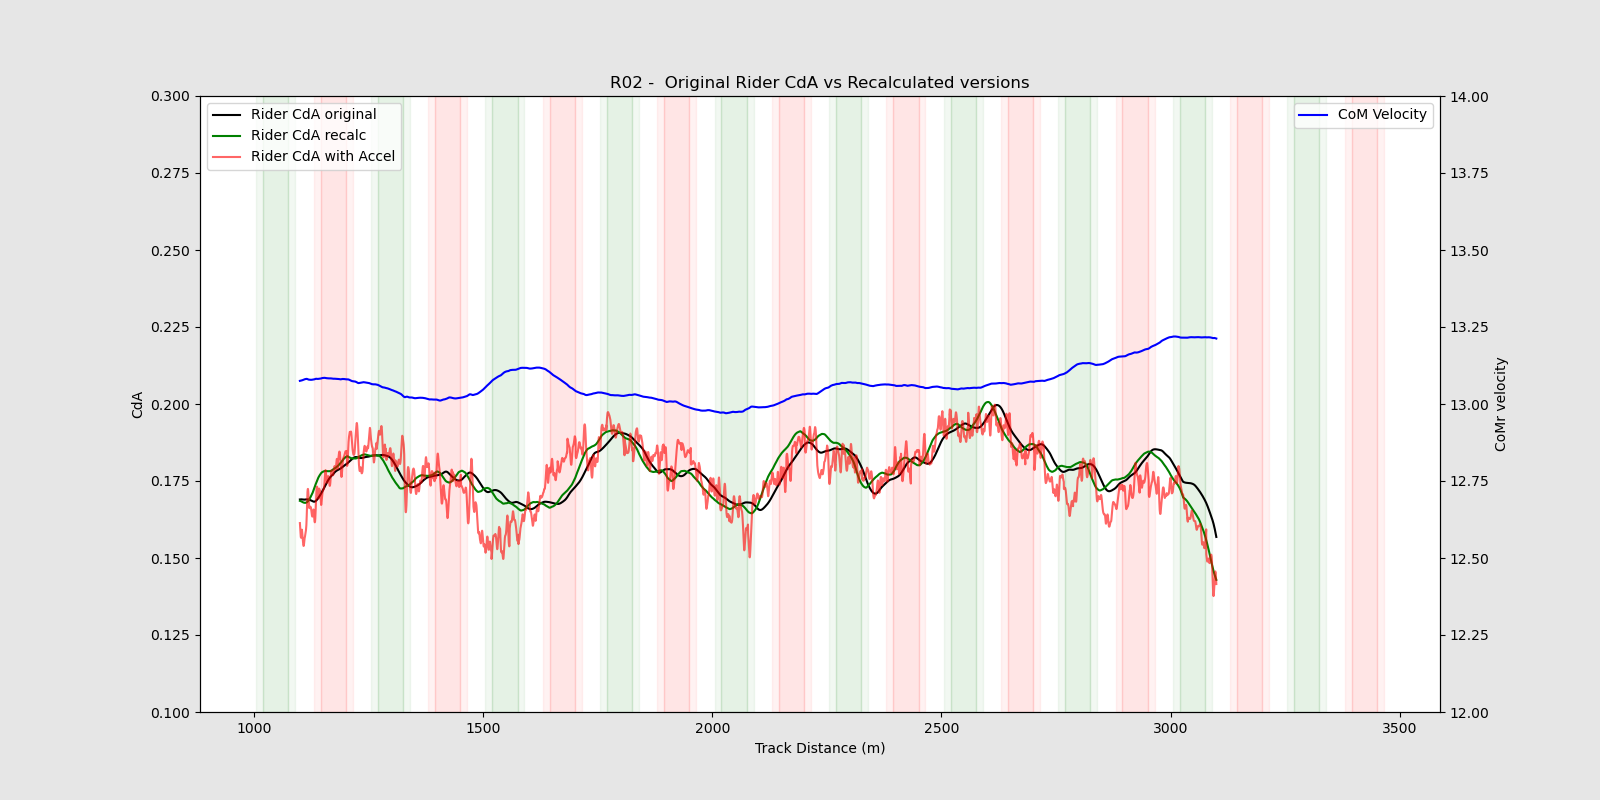 R02 -  Original Rider CdA vs Recalculated versions
Rider CdA original
Rider CdA recalc
Rider CdA with Accel
CoM Velocity
0.300
0.275
0.250
0.225
0.200
0.175
0.150
0.125
0.100
CdA
14.00
13.75
13.50
13.25
13.00
12.75
12.50
12.25
12.00
CoMr velocity
1000 1500 2000 2500 3000 3500
Track Distance (m)